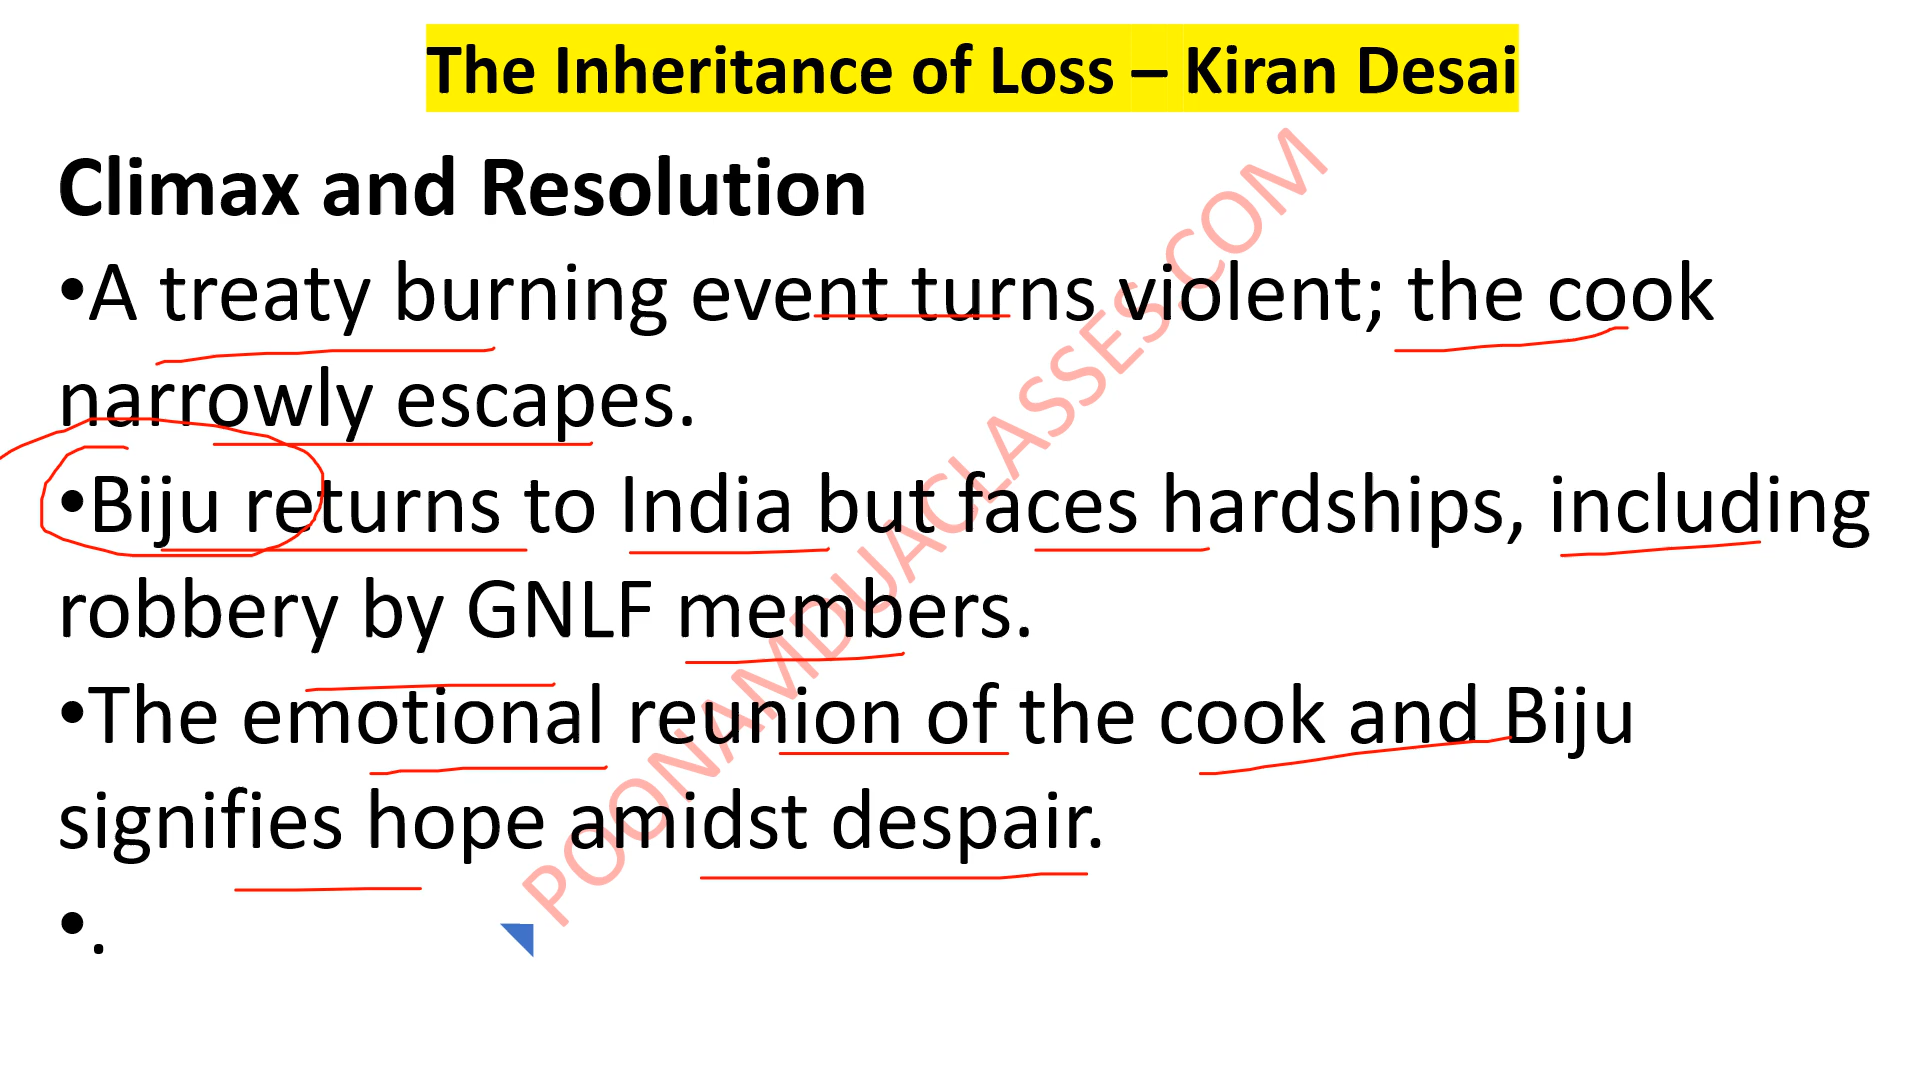 The Inheritance of Loss – Kiran Desai
Climax and Resolution
•A treaty burning event turns violent; the cook
narrowly escapes.
•Biju returns to India but faces hardships, including
robbery by GNLF members.
•The emotional reunion of the cook and Biju
signifies hope amidst despair.
•.
POONAMDUACLASSES.COM